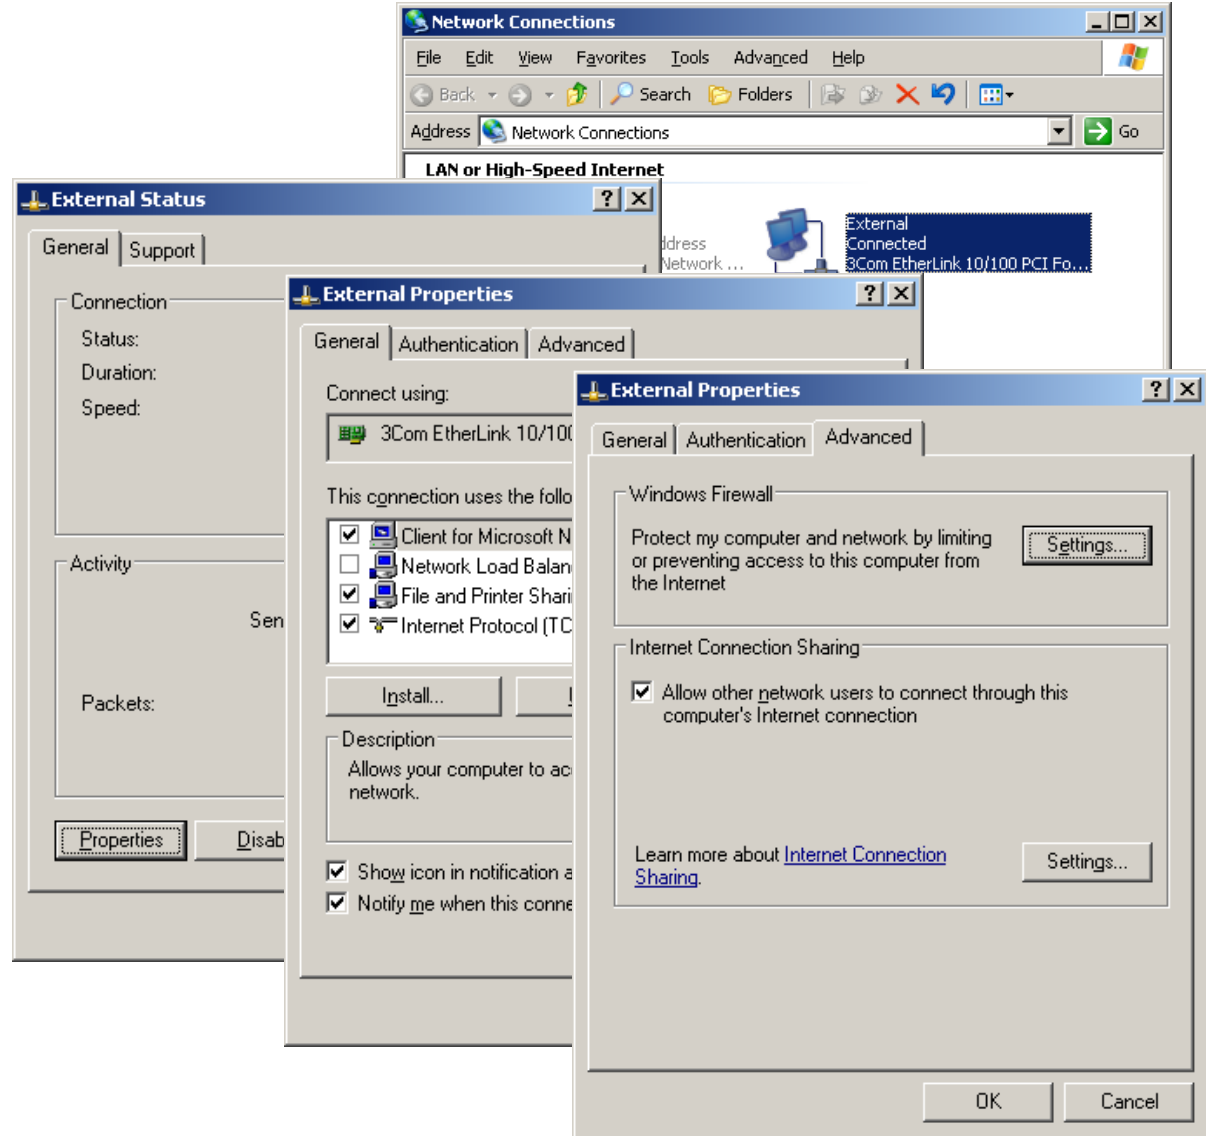 Network Connections
File Edit View Favorites Tools Advanced Help
Back Search Folders
Address Network Connections Go
LAN or High-Speed Internet
External
Connected
3Com EtherLink 10/100 PCI Fo...
ddress
Network ...
External Status
General Support
Connection
Status:
Duration:
Speed:
Activity
Sen
Packets:
Properties Disab
External Properties
General Authentication Advanced
Connect using:
3Com EtherLink 10/100
This connection uses the follo
Client for Microsoft N
Network Load Balan
File and Printer Shari
Internet Protocol (TC
Install...
Description
Allows your computer to ac
network.
Show icon in notification a
Notify me when this conne
External Properties
General Authentication Advanced
Windows Firewall
Protect my computer and network by limiting
or preventing access to this computer from
the Internet
Settings...
Internet Connection Sharing
Allow other network users to connect through this
computer's Internet connection
Learn more about Internet Connection
Sharing.
Settings...
OK Cancel